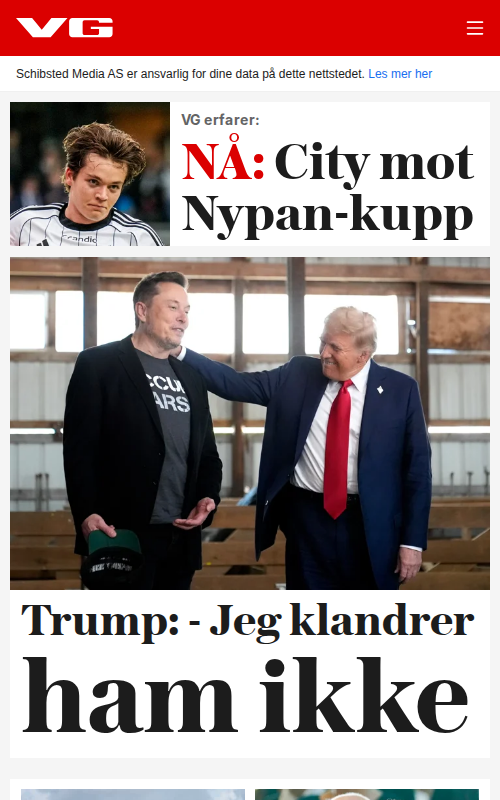 VG
Schibsted Media AS er ansvarlig for dine data på dette nettstedet. Les mer her
VG erfarer:
NÅ: City mot
Nypan-kupp
Trump: - Jeg klandrer
ham ikke